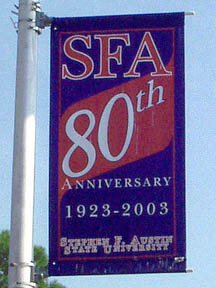 SFA
80th
ANNIVERSARY
1923-2003
STEPHEN F. AUSTIN
STATE UNIVERSITY